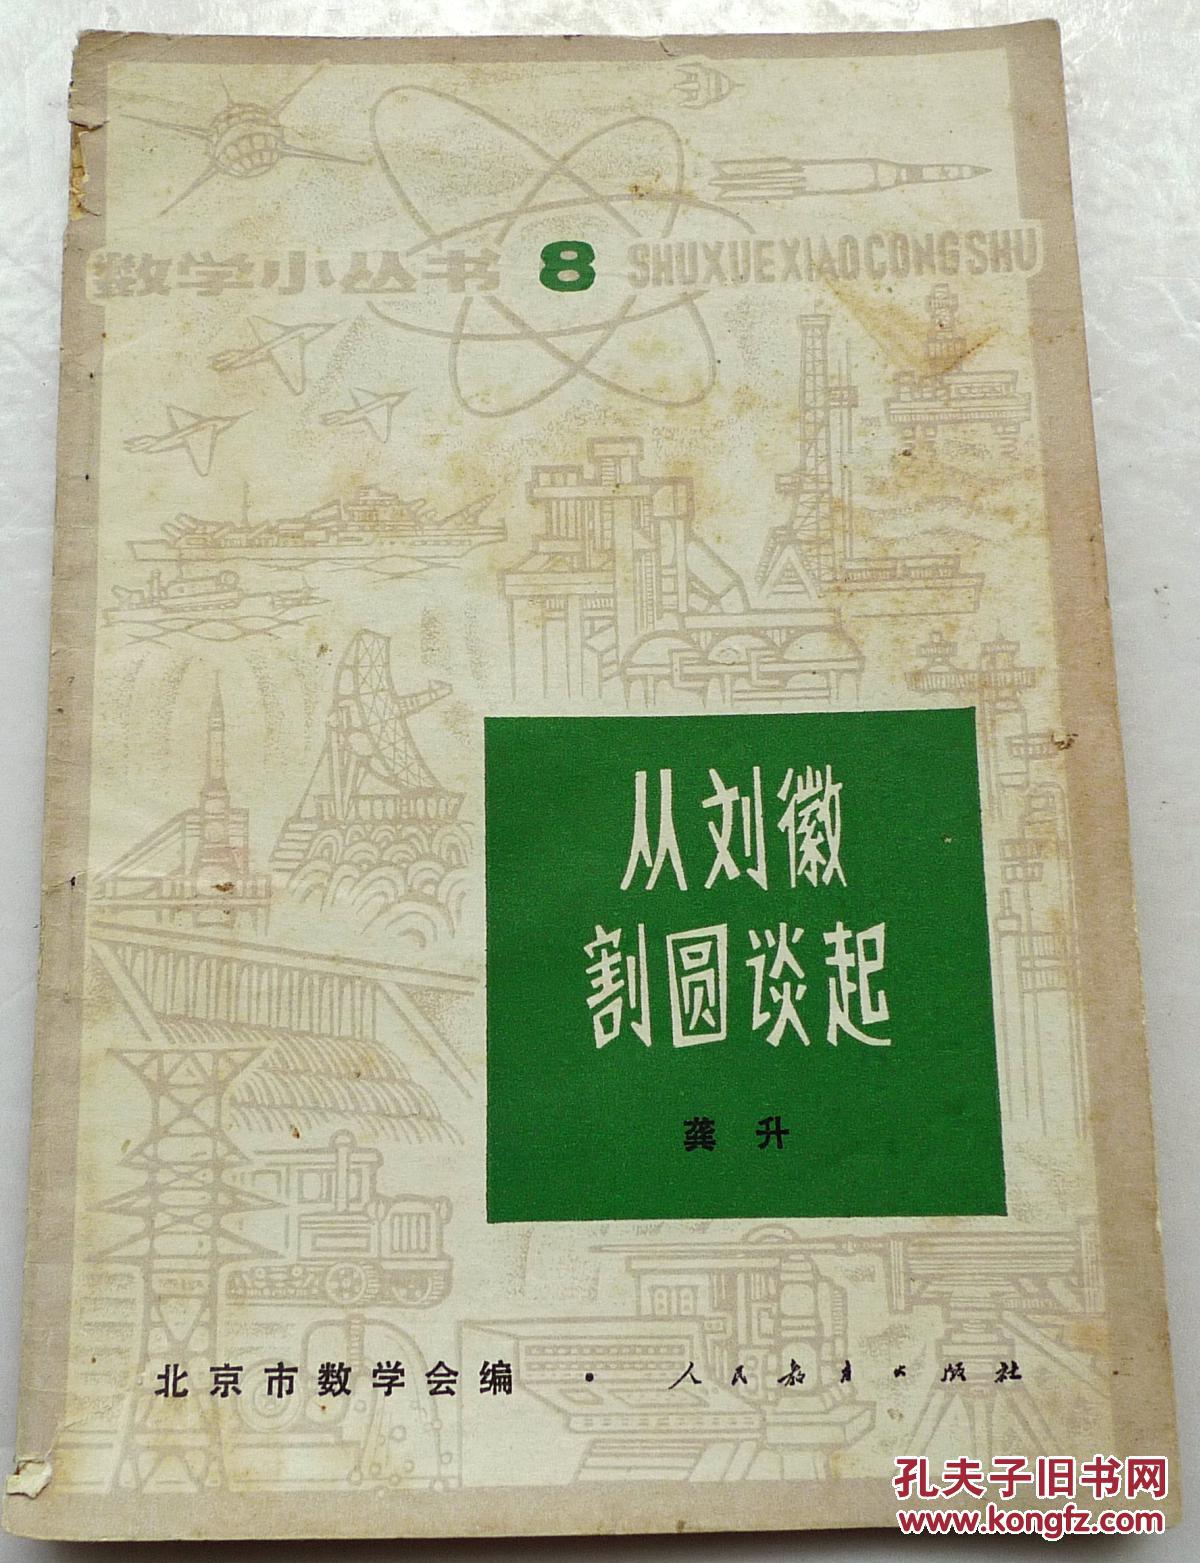 数学小丛书 8 SHUXUEXIAOCONGSHU
从刘徽
割圆谈起
龚升
北京市数学会编 · 人民教育出版社
孔夫子旧书网
www.kongfz.com